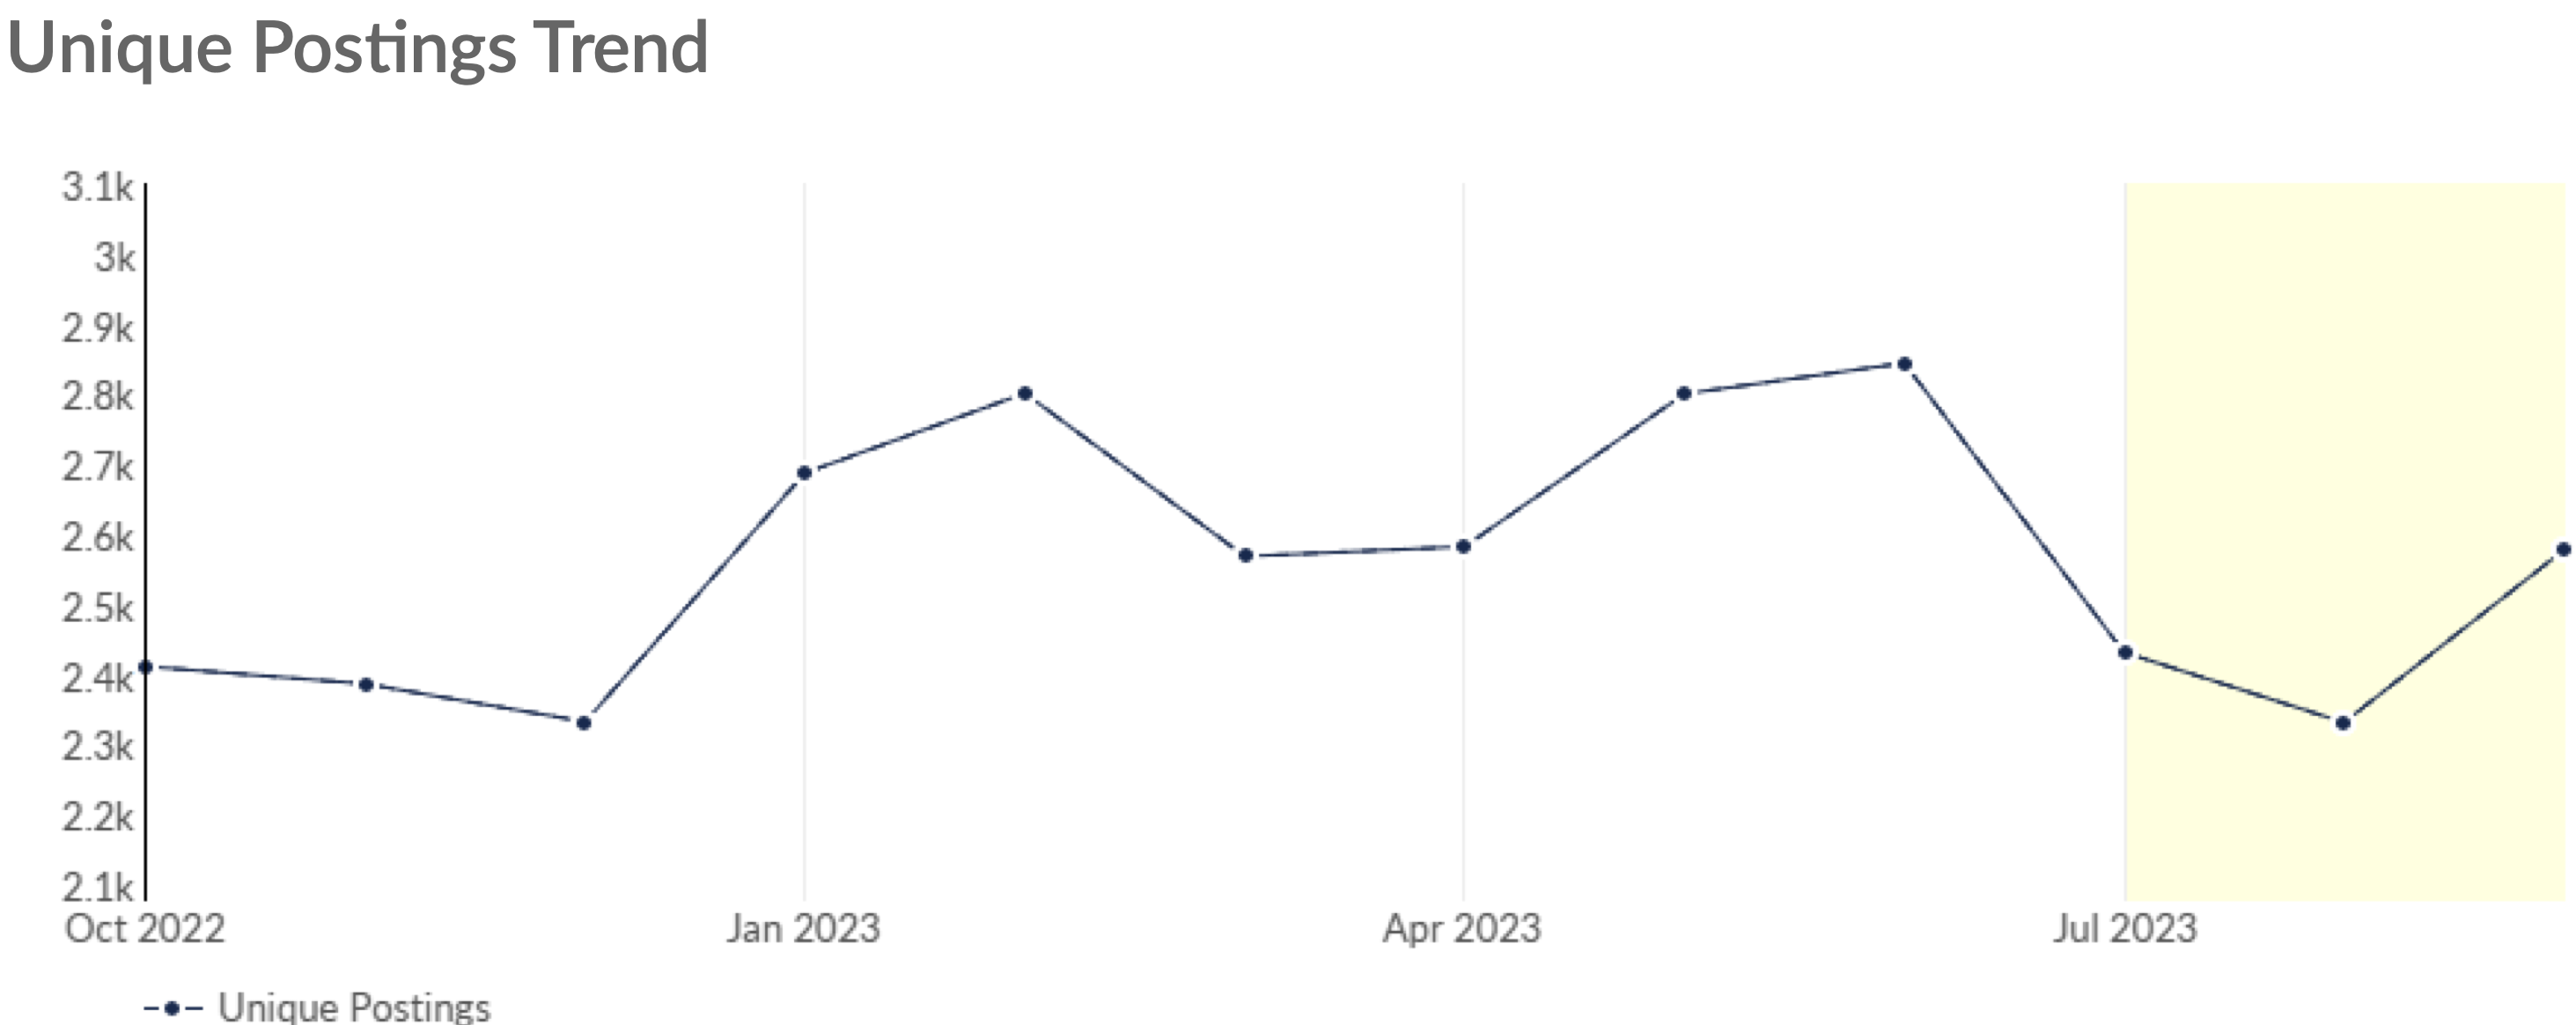 Unique Postings Trend
3.1k
3k
2.9k
2.8k
2.7k
2.6k
2.5k
2.4k
2.3k
2.2k
2.1k
Oct 2022 Jan 2023 Apr 2023 Jul 2023
Unique Postings